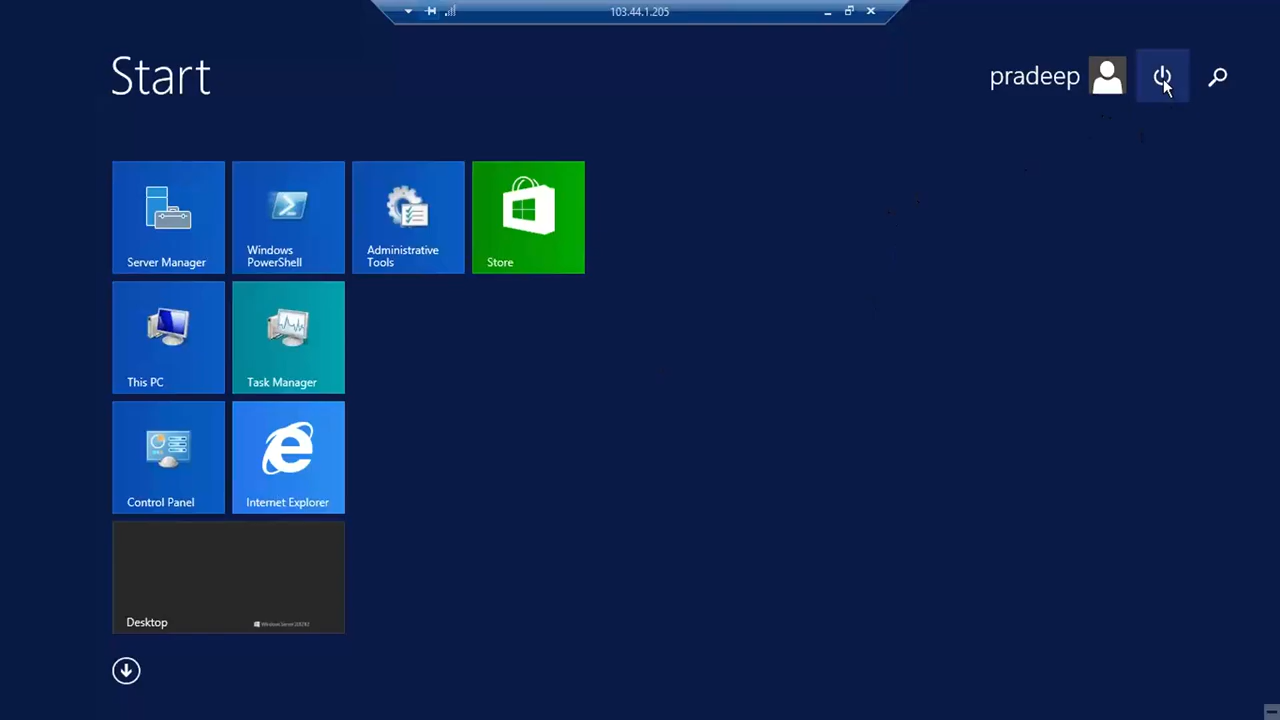 103.44.1.205
Start
pradeep
Server Manager
Windows
PowerShell
Administrative
Tools
Store
This PC
Task Manager
Control Panel
Internet Explorer
Desktop